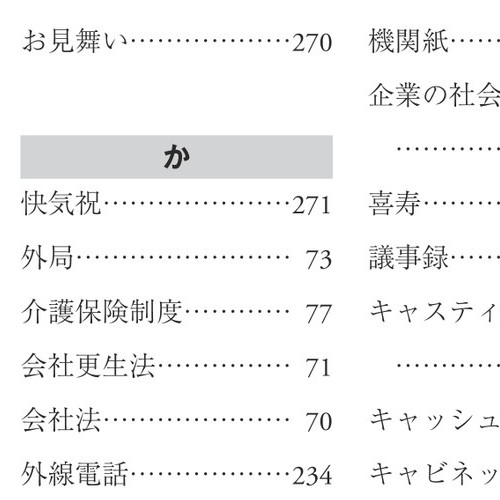 お見舞い…………………270
か
快気祝……………………271
外局……………………… 73
介護保険制度………… 77
会社更生法…………… 71
会社法………………… 70
外線電話…………………234
機関紙……
企業の社会
…………
喜寿………
議事録……
キャスティ
…………
キャッシュ
キャビネッ